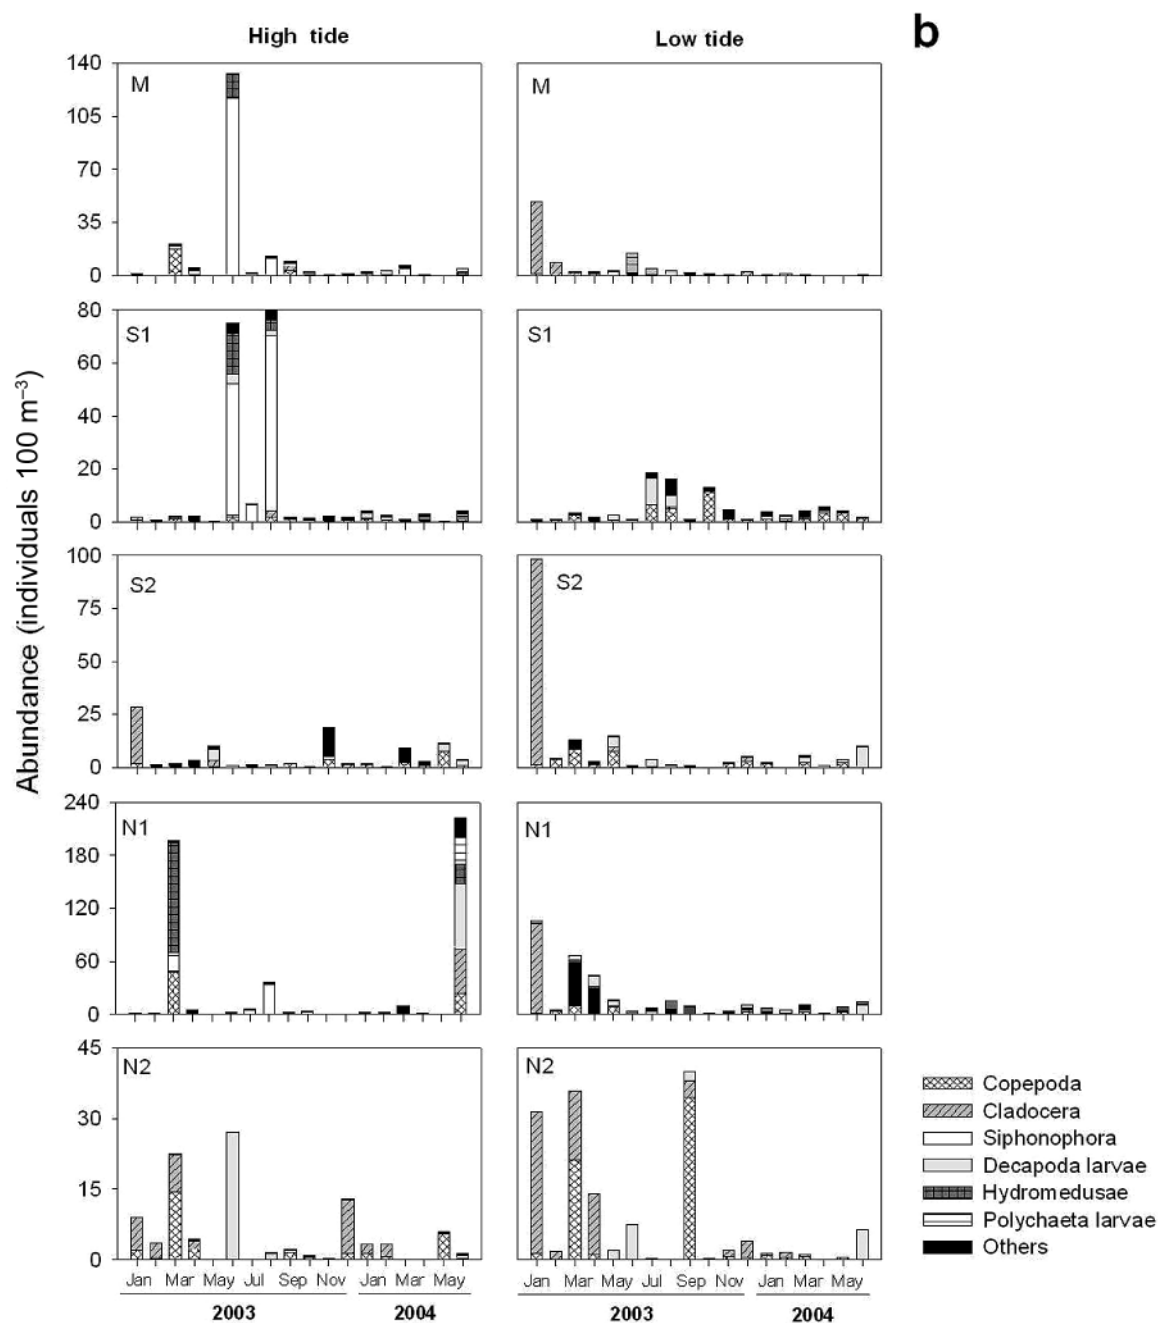 b
High tide
Low tide
Abundance (individuals 100 m⁻³)
140
105
70
35
0
M
M
80
60
40
20
0
S1
S1
100
75
50
25
0
S2
S2
240
180
120
60
0
N1
N1
45
30
15
0
N2
N2
Jan Mar May Jul Sep Nov Jan Mar May
2003 2004
Jan Mar May Jul Sep Nov Jan Mar May
2003 2004
Copepoda
Cladocera
Siphonophora
Decapoda larvae
Hydromedusae
Polychaeta larvae
Others